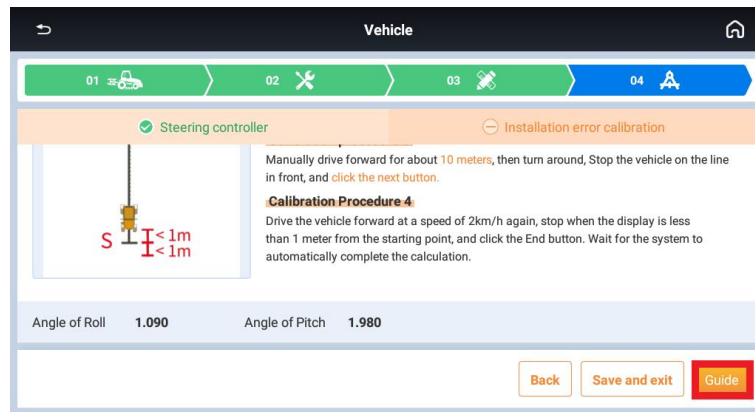 Vehicle
01
02
03
04
Steering controller
Installation error calibration
Manually drive forward for about 10 meters, then turn around, Stop the vehicle on the line
in front, and click the next button.
Calibration Procedure 4
Drive the vehicle forward at a speed of 2km/h again, stop when the display is less
than 1 meter from the starting point, and click the End button. Wait for the system to
automatically complete the calculation.
S
< 1m
< 1m
Angle of Roll 1.090 Angle of Pitch 1.980
Back Save and exit Guide